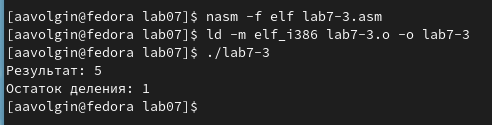 [aavolgin@fedora lab07]$ nasm -f elf lab7-3.asm
[aavolgin@fedora lab07]$ ld -m elf_i386 lab7-3.o -o lab7-3
[aavolgin@fedora lab07]$ ./lab7-3
Результат: 5
Остаток деления: 1
[aavolgin@fedora lab07]$